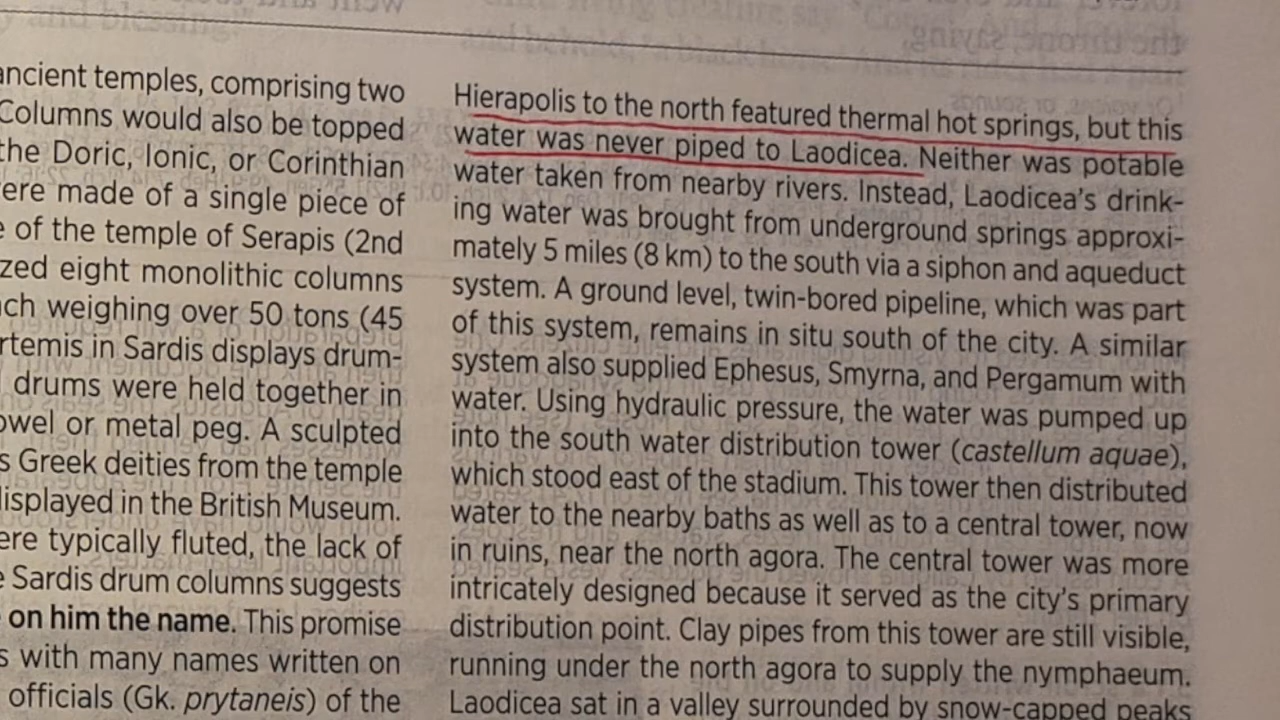 ancient temples, comprising two
Columns would also be topped
the Doric, Ionic, or Corinthian
ere made of a single piece of
of the temple of Serapis (2nd
zed eight monolithic columns
ch weighing over 50 tons (45
rtemis in Sardis displays drum-
drums were held together in
owel or metal peg. A sculpted
s Greek deities from the temple
displayed in the British Museum.
ere typically fluted, the lack of
e Sardis drum columns suggests
on him the name. This promise
s with many names written on
officials (Gk. prytaneis) of the
Hierapolis to the north featured thermal hot springs, but this
water was never piped to Laodicea. Neither was potable
water taken from nearby rivers. Instead, Laodicea's drink-
ing water was brought from underground springs approxi-
mately 5 miles (8 km) to the south via a siphon and aqueduct
system. A ground level, twin-bored pipeline, which was part
of this system, remains in situ south of the city. A similar
system also supplied Ephesus, Smyrna, and Pergamum with
water. Using hydraulic pressure, the water was pumped up
into the south water distribution tower (castellum aquae),
which stood east of the stadium. This tower then distributed
water to the nearby baths as well as to a central tower, now
in ruins, near the north agora. The central tower was more
intricately designed because it served as the city's primary
distribution point. Clay pipes from this tower are still visible,
running under the north agora to supply the nymphaeum.
Laodicea sat in a valley surrounded by snow-capped peaks